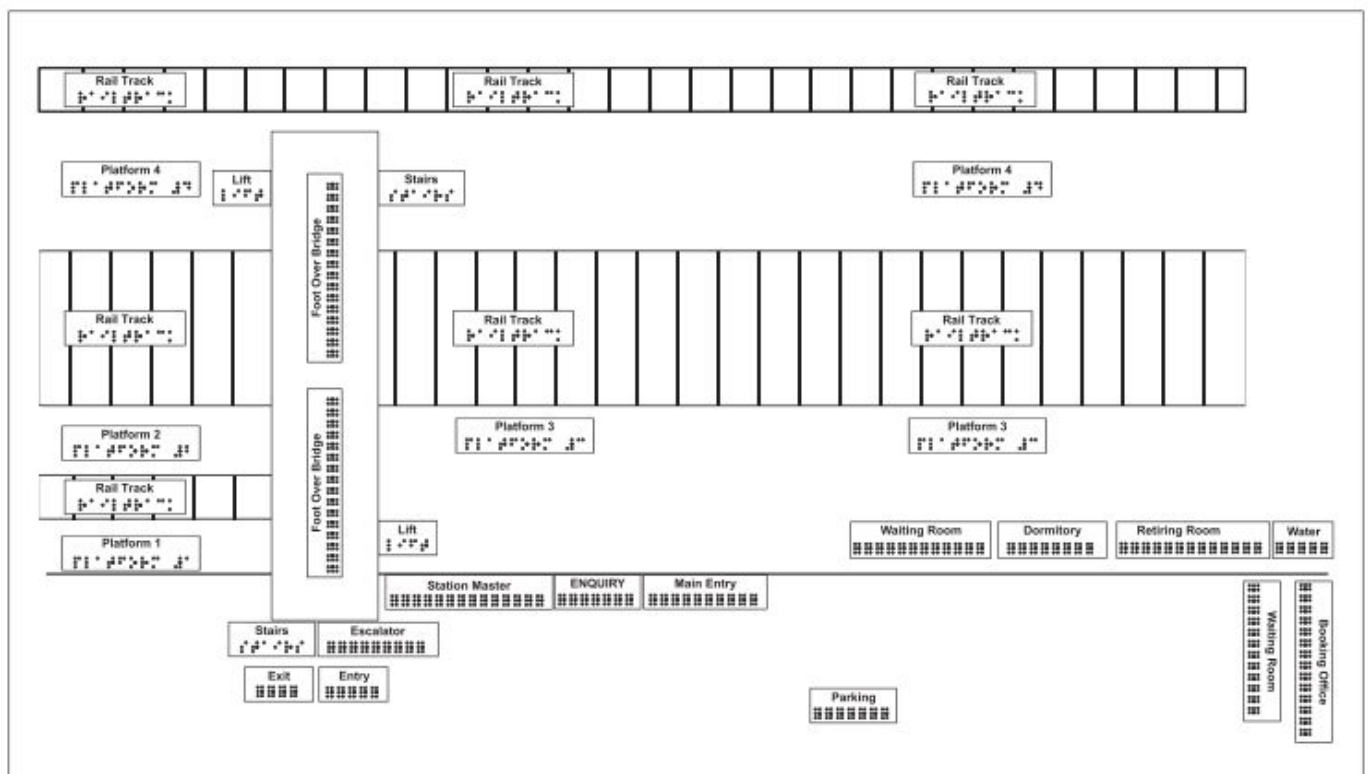 Rail Track
Rail Track
Rail Track
Platform 4
Lift
Stairs
Platform 4
Foot Over Bridge
Rail Track
Rail Track
Rail Track
Foot Over Bridge
Platform 2
Platform 3
Platform 3
Rail Track
Platform 1
Lift
Waiting Room
Dormitory
Retiring Room
Water
Station Master
ENQUIRY
Main Entry
Waiting Room
Booking Office
Stairs
Escalator
Exit
Entry
Parking